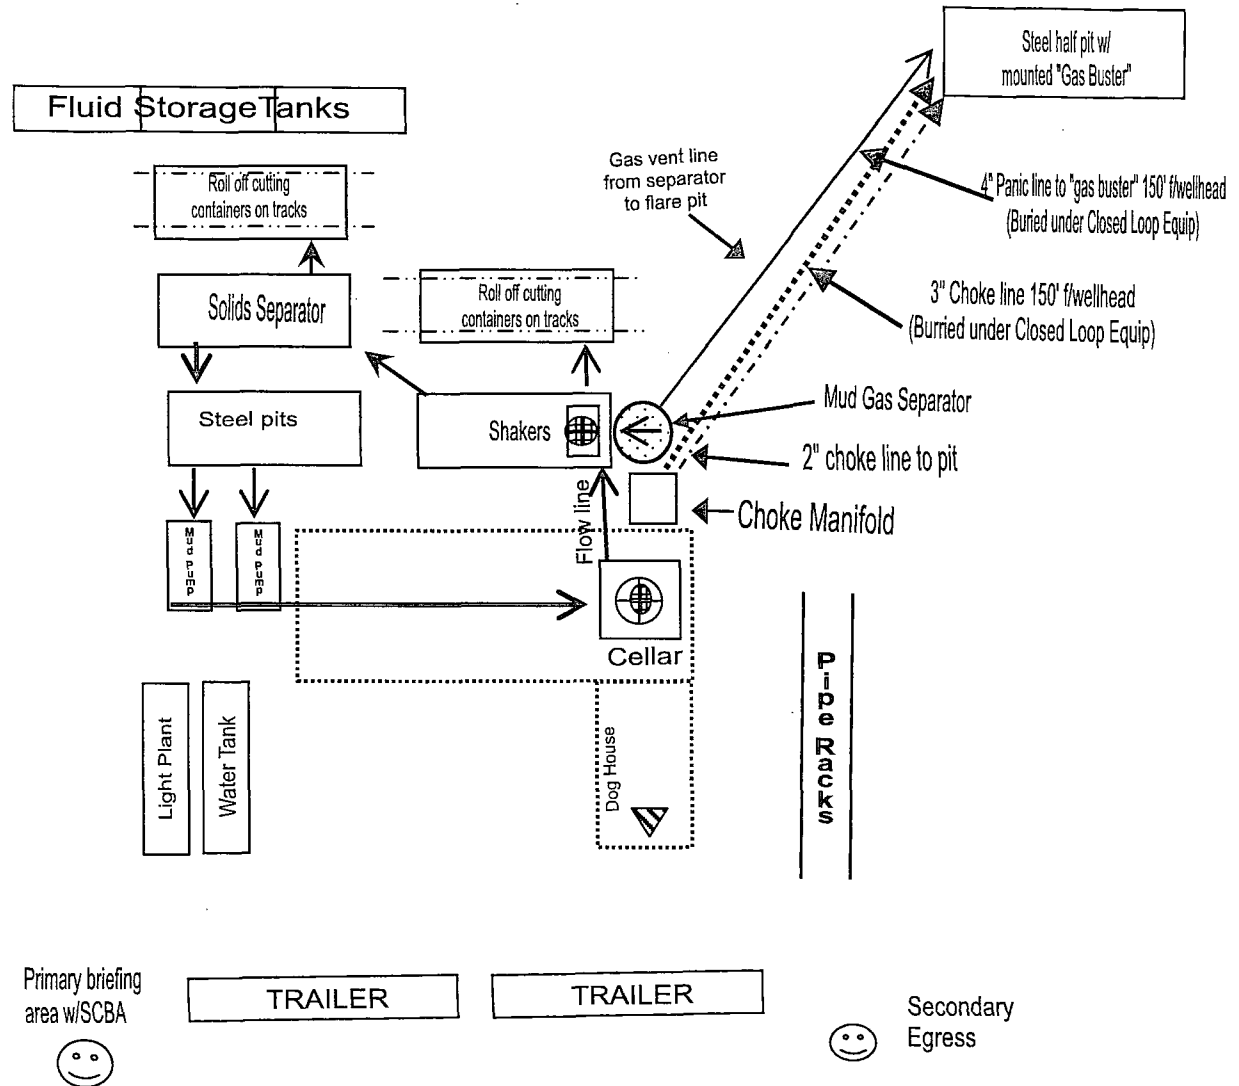 Steel half pit w/
mounted "Gas Buster"
Fluid StorageTanks
Gas vent line
from separator
to flare pit
Roll off cutting
containers on tracks
4" Panic line to "gas buster" 150' f/wellhead
(Buried under Closed Loop Equip)
Solids Separator
Roll off cutting
containers on tracks
3" Choke line 150' f/wellhead
(Burried under Closed Loop Equip)
Steel pits
Shakers
Mud Gas Separator
2" choke line to pit
Flow line
Choke Manifold
Mud Pump
Mud Pump
Cellar
Pipe Racks
Light Plant
Water Tank
Dog House
Primary briefing
area w/SCBA
TRAILER
TRAILER
Secondary
Egress